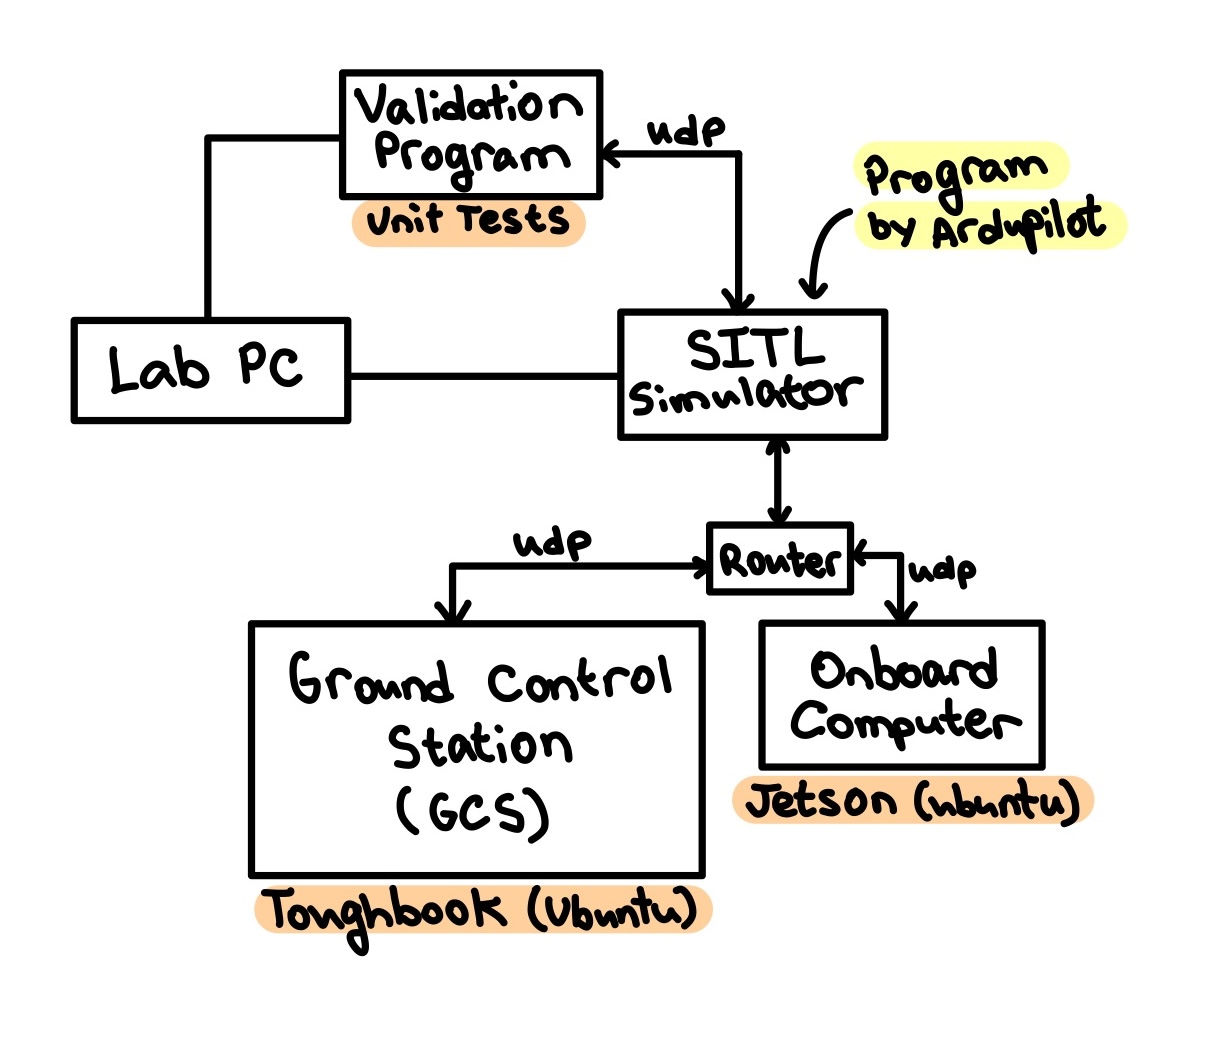 Validation
Program
Unit Tests
udp
Program
by Ardupilot
Lab PC
SITL
Simulator
udp
Router
udp
Ground Control
Station
(GCS)
Onboard
Computer
Jetson (ubuntu)
Toughbook (Ubuntu)